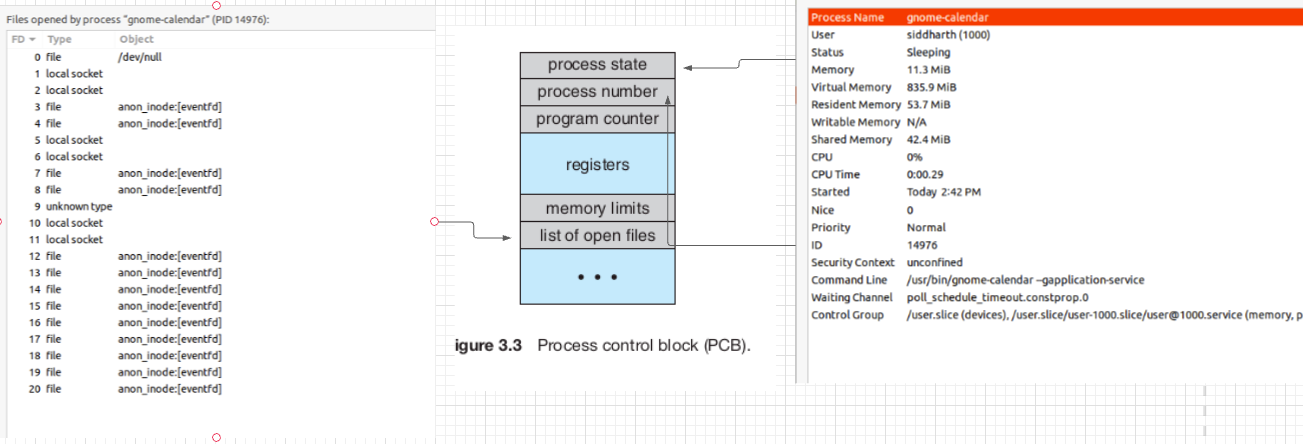 Files opened by process "gnome-calendar" (PID 14976):
FD Type Object
0 file /dev/null
1 local socket
2 local socket
3 file anon_inode:[eventfd]
4 file anon_inode:[eventfd]
5 local socket
6 local socket
7 file anon_inode:[eventfd]
8 file anon_inode:[eventfd]
9 unknown type
10 local socket
11 local socket
12 file anon_inode:[eventfd]
13 file anon_inode:[eventfd]
14 file anon_inode:[eventfd]
15 file anon_inode:[eventfd]
16 file anon_inode:[eventfd]
17 file anon_inode:[eventfd]
18 file anon_inode:[eventfd]
19 file anon_inode:[eventfd]
20 file anon_inode:[eventfd]
process state
process number
program counter
registers
memory limits
list of open files
• • •
igure 3.3 Process control block (PCB).
Process Name gnome-calendar
User siddharth (1000)
Status Sleeping
Memory 11.3 MiB
Virtual Memory 835.9 MiB
Resident Memory 53.7 MiB
Writable Memory N/A
Shared Memory 42.4 MiB
CPU 0%
CPU Time 0:00.29
Started Today 2:42 PM
Nice 0
Priority Normal
ID 14976
Security Context unconfined
Command Line /usr/bin/gnome-calendar --gapplication-service
Waiting Channel poll_schedule_timeout.constprop.0
Control Group /user.slice (devices), /user.slice/user-1000.slice/user@1000.service (memory, p